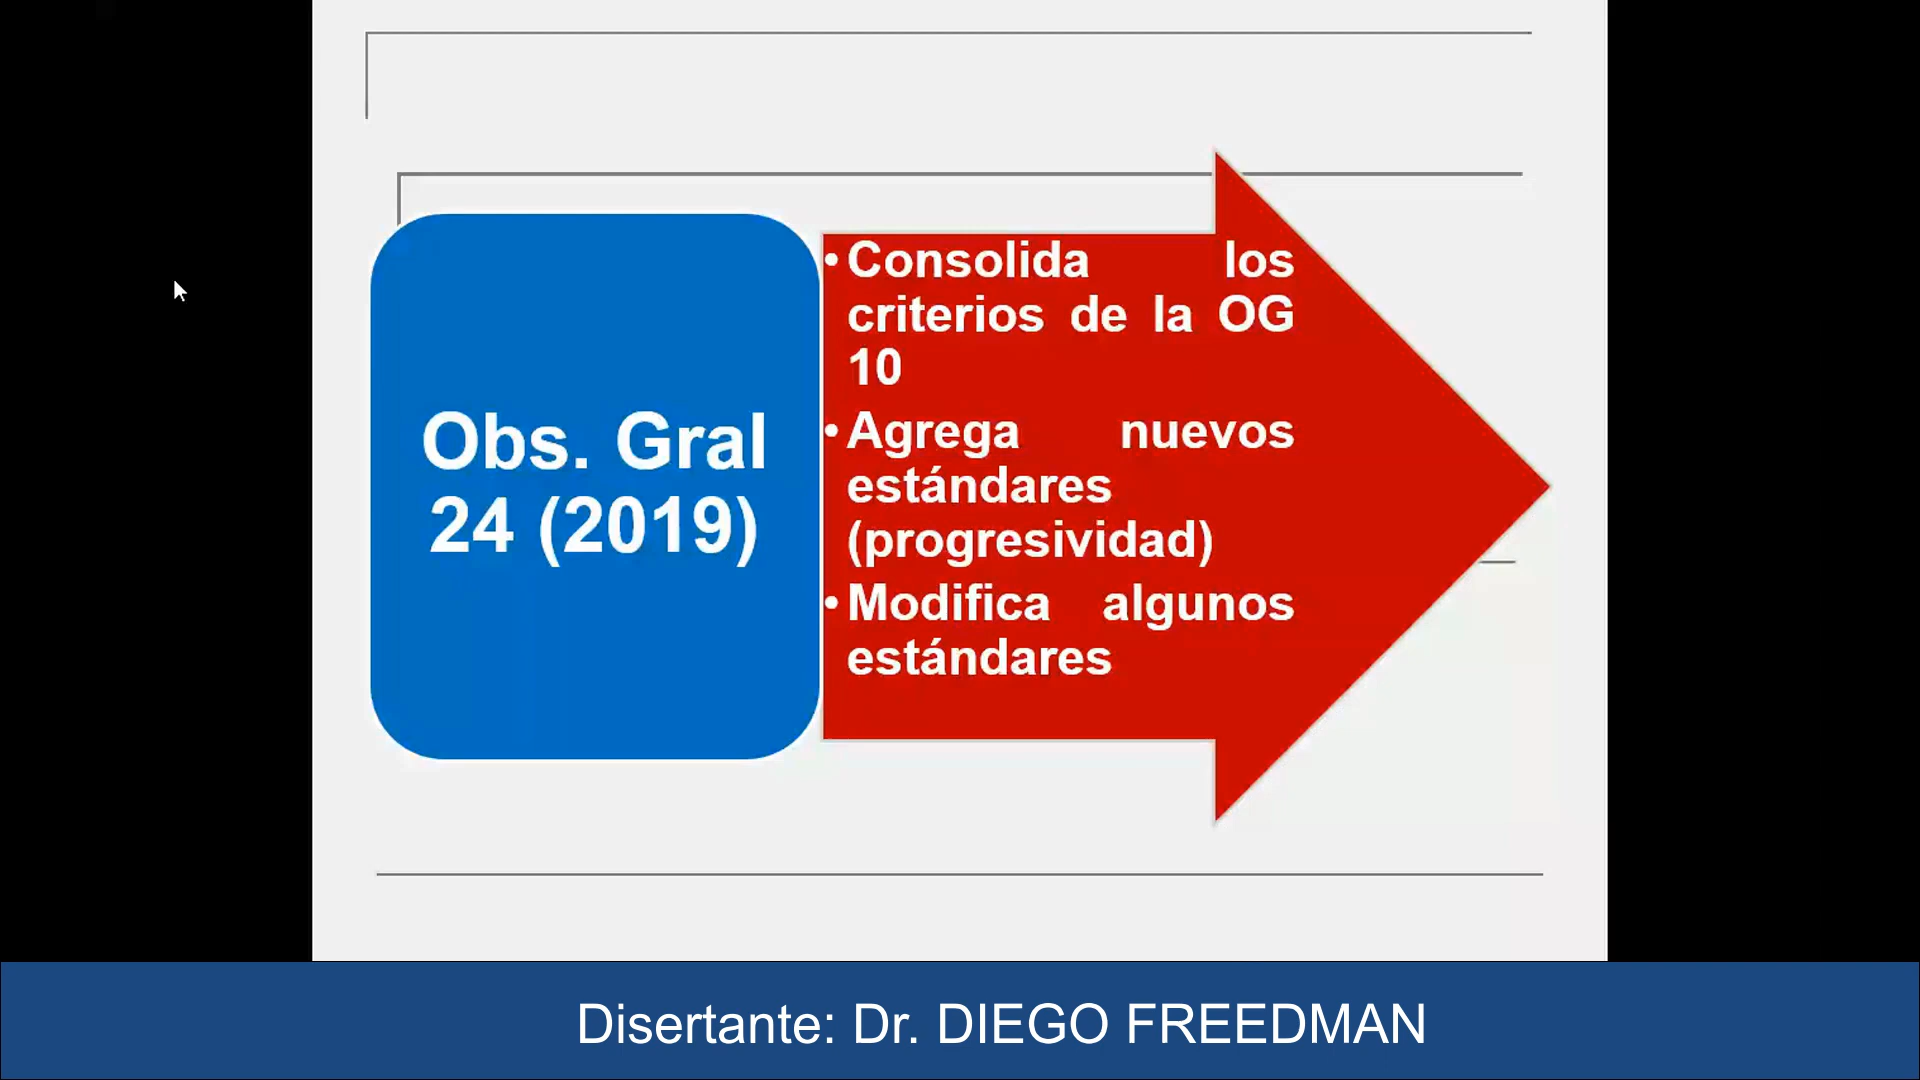 Obs. Gral
24 (2019)
•Consolida los
criterios de la OG
10
•Agrega nuevos
estándares
(progresividad)
•Modifica algunos
estándares
Disertante: Dr. DIEGO FREEDMAN